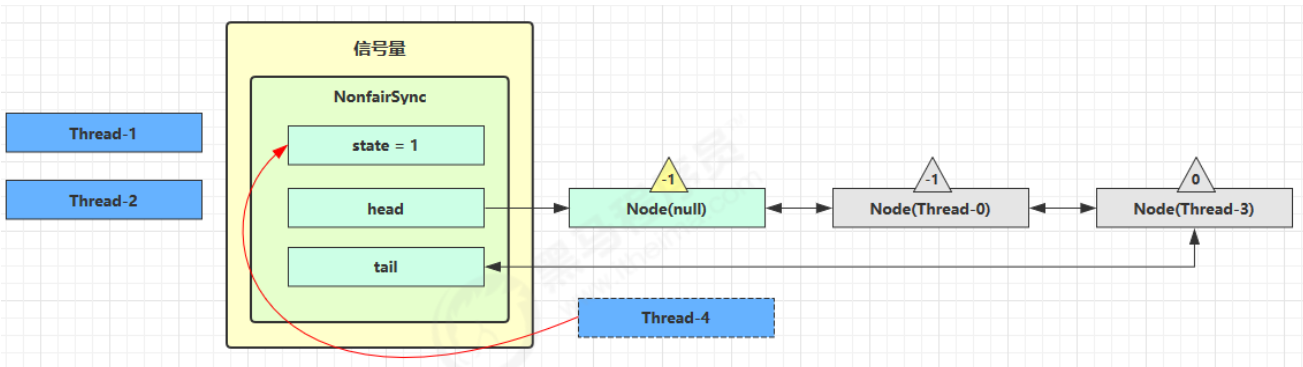 信号量
NonfairSync
Thread-1
state = 1
Thread-2
head
-1
Node(null)
-1
Node(Thread-0)
0
Node(Thread-3)
tail
Thread-4